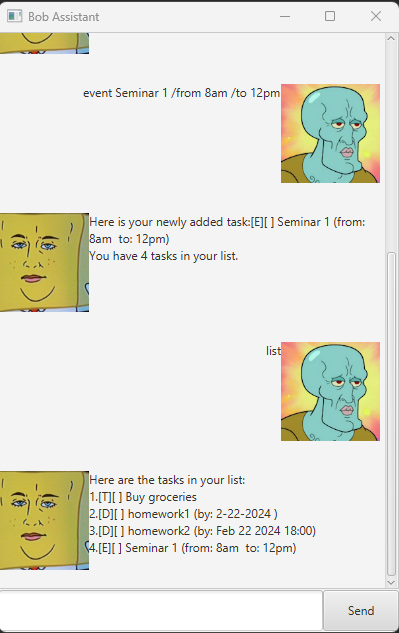 Bob Assistant
event Seminar 1 /from 8am /to 12pm
Here is your newly added task:[E][ ] Seminar 1 (from:
8am  to: 12pm)
You have 4 tasks in your list.
list
Here are the tasks in your list:
1.[T][ ] Buy groceries
2.[D][ ] homework1 (by: 2-22-2024 )
3.[D][ ] homework2 (by: Feb 22 2024 18:00)
4.[E][ ] Seminar 1 (from: 8am  to: 12pm)
Send